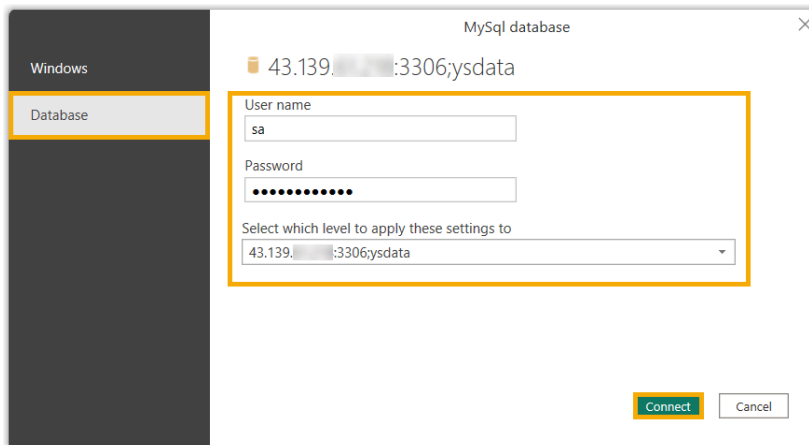 MySql database
Windows
Database
43.139. :3306;ysdata
User name
sa
Password
••••••••••••
Select which level to apply these settings to
43.139. :3306;ysdata
Connect
Cancel